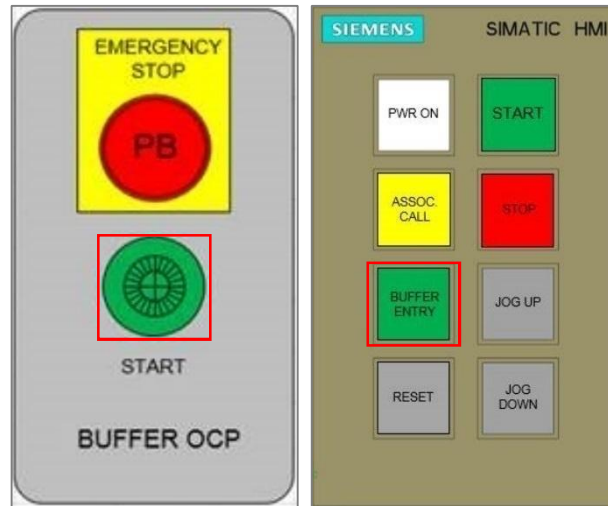 EMERGENCY
STOP
PB
START
BUFFER OCP
SIEMENS
SIMATIC HMI
PWR ON
START
ASSOC.
CALL
STOP
BUFFER
ENTRY
JOG UP
RESET
JOG
DOWN